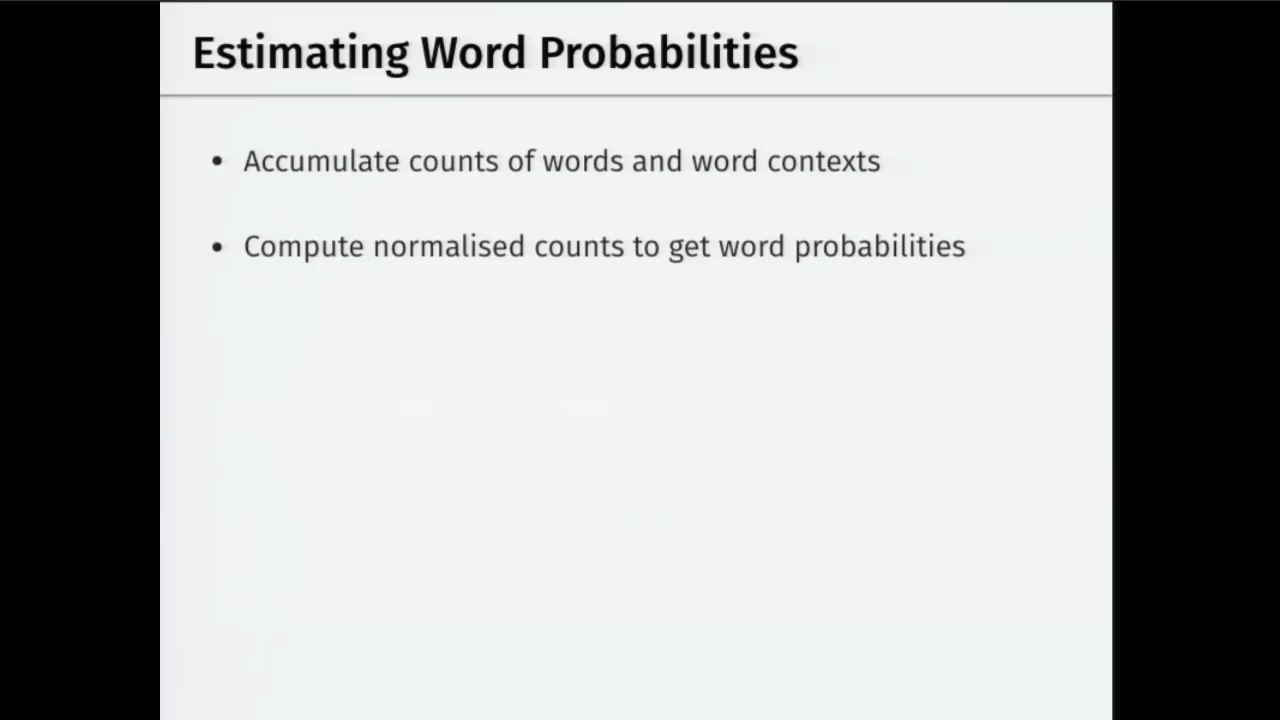 Estimating Word Probabilities
• Accumulate counts of words and word contexts
• Compute normalised counts to get word probabilities